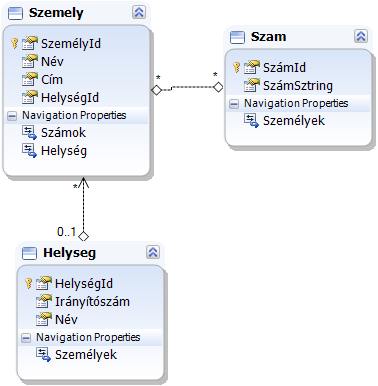 Szemely
SzemélyId
Név
Cím
HelységId
Navigation Properties
Számok
Helység
*
*
Szam
SzámId
SzámSztring
Navigation Properties
Személyek
*
0..1
Helyseg
HelységId
Irányítószám
Név
Navigation Properties
Személyek